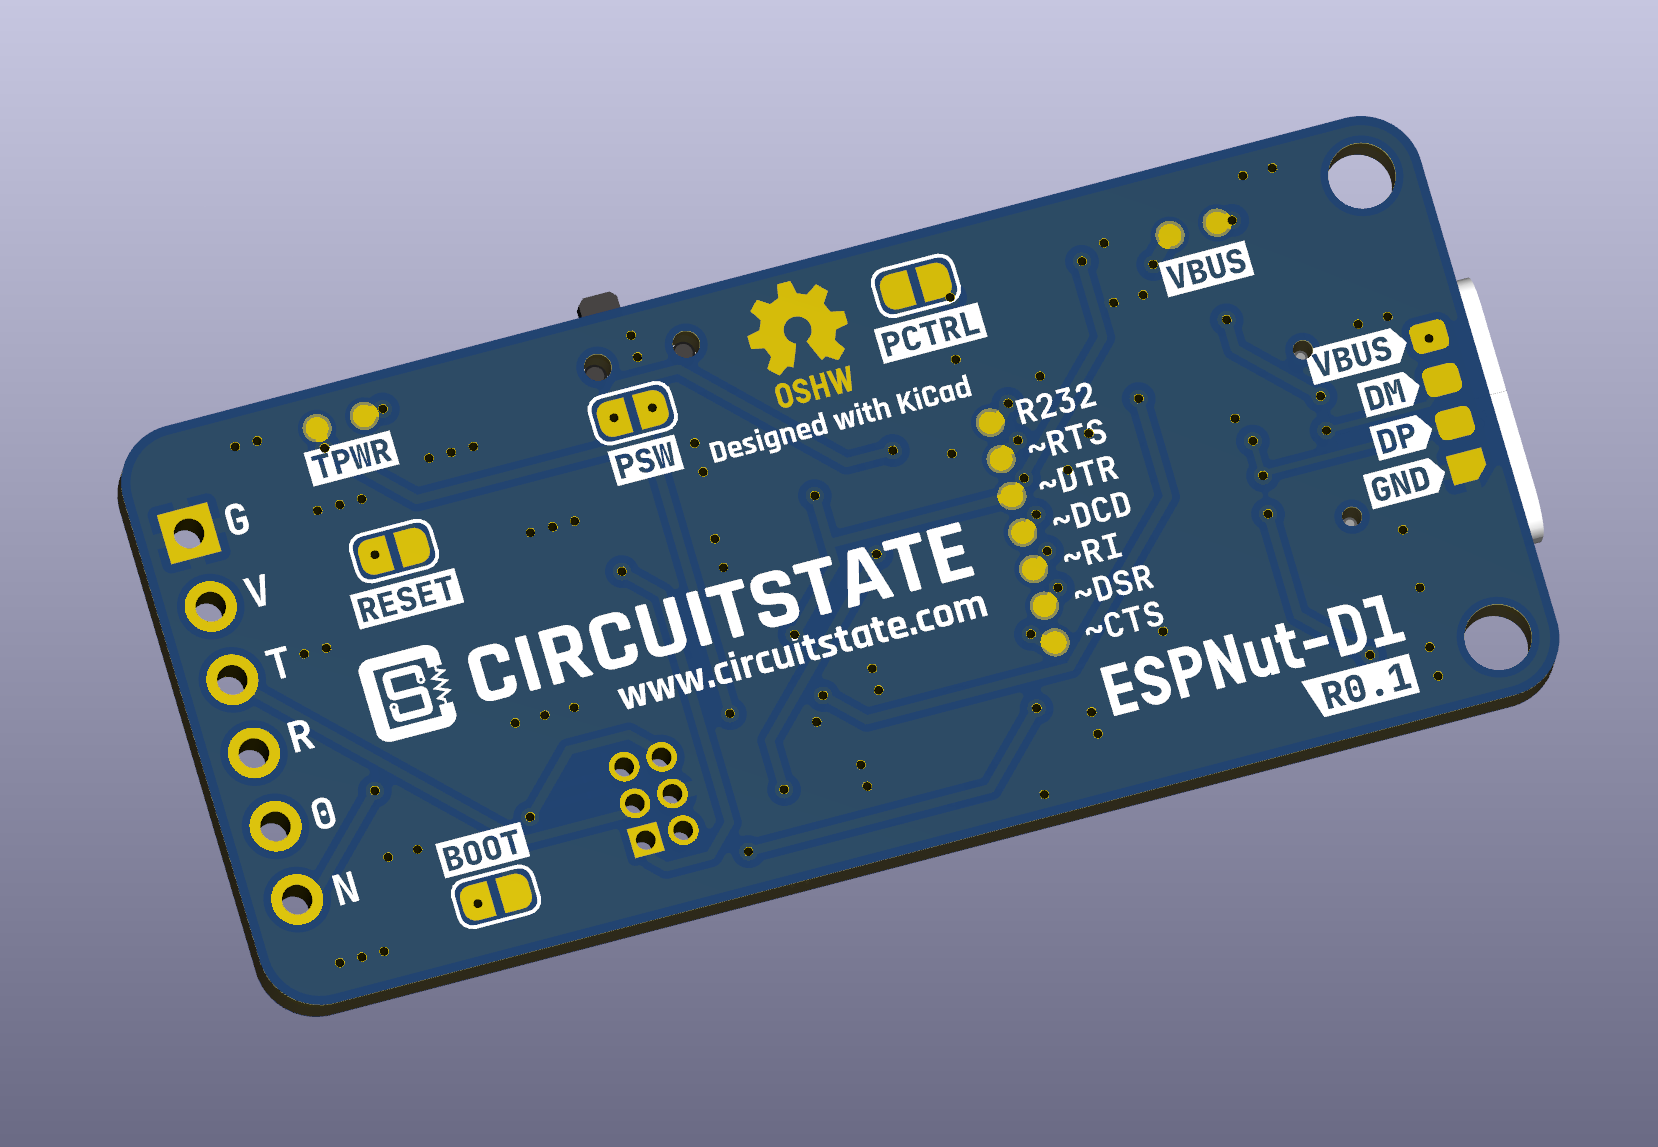 VBUS
PCTRL
OSHW
Designed with KiCad
VBUS
DM
DP
GND
TPWR
PSW
R232
~RTS
~DTR
~DCD
~RI
~DSR
~CTS
G
V
T
R
0
N
RESET
CIRCUITSTATE
www.circuitstate.com
ESPNut-D1
R0.1
BOOT